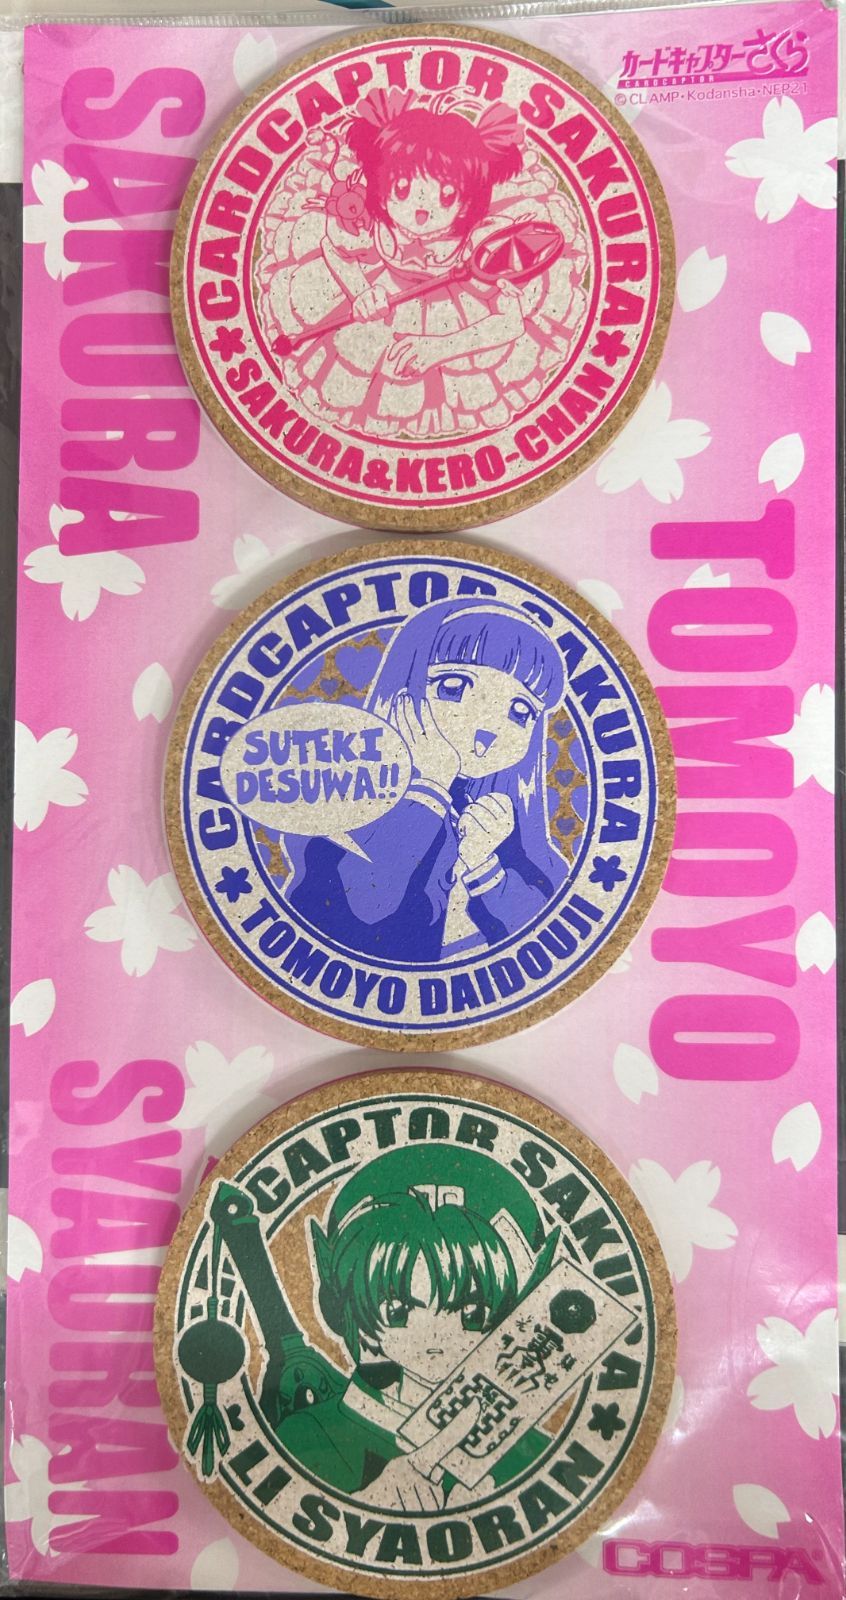 カードキャプターさくら
CARDCAPTOR
©CLAMP・Kodansha・NEP21
SAKURA
CARDCAPTOR SAKURA
SAKURA&KERO-CHAN
TOMOYO
CARDCAPTOR SAKURA
SUTEKI
DESUWA!!
TOMOYO DAIDOUJI
SYAORAN
CAPTOR SAKURA
雷
LI SYAORAN
COSPA